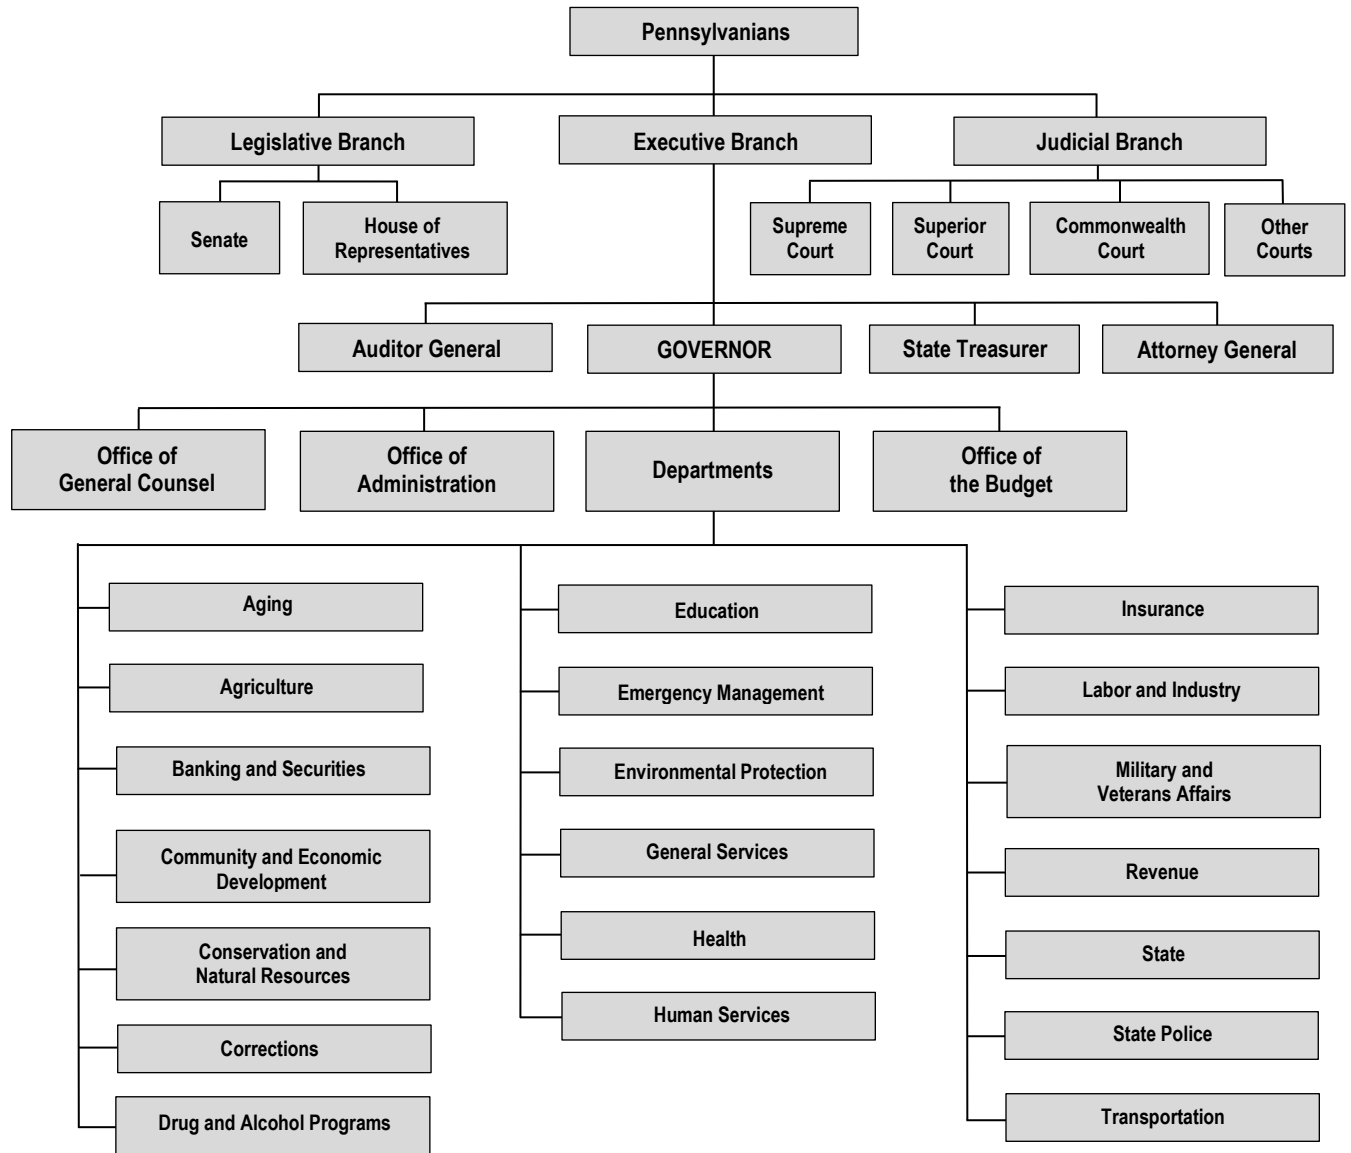 Pennsylvanians
Legislative Branch
Executive Branch
Judicial Branch
Senate
House of
Representatives
Supreme
Court
Superior
Court
Commonwealth
Court
Other
Courts
Auditor General
GOVERNOR
State Treasurer
Attorney General
Office of
General Counsel
Office of
Administration
Departments
Office of
the Budget
Aging
Agriculture
Banking and Securities
Community and Economic
Development
Conservation and
Natural Resources
Corrections
Drug and Alcohol Programs
Education
Emergency Management
Environmental Protection
General Services
Health
Human Services
Insurance
Labor and Industry
Military and
Veterans Affairs
Revenue
State
State Police
Transportation